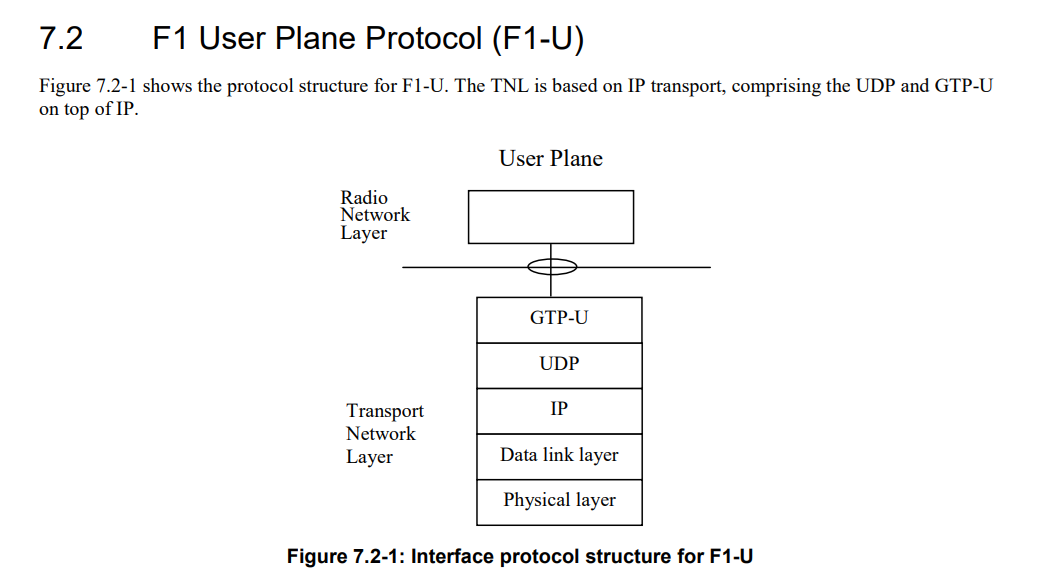 7.2 F1 User Plane Protocol (F1-U)
Figure 7.2-1 shows the protocol structure for F1-U. The TNL is based on IP transport, comprising the UDP and GTP-U
on top of IP.
User Plane
Radio
Network
Layer
GTP-U
UDP
IP
Transport
Network
Layer
Data link layer
Physical layer
Figure 7.2-1: Interface protocol structure for F1-U